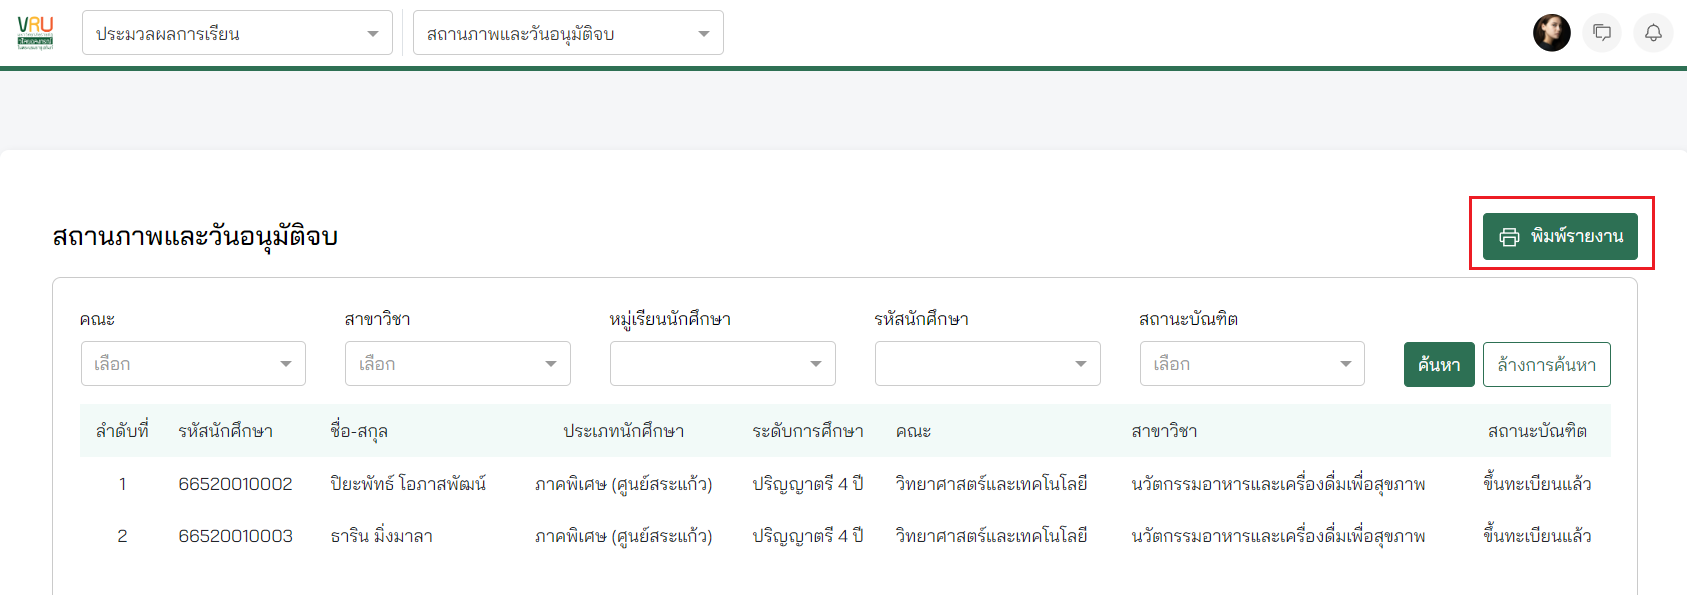 VRU
ประมวลผลการเรียน
สถานภาพและวันอนุมัติจบ
สถานภาพและวันอนุมัติจบ
พิมพ์รายงาน
คณะ สาขาวิชา หมู่เรียนนักศึกษา รหัสนักศึกษา สถานะบัณฑิต
เลือก เลือก เลือก ค้นหา ล้างการค้นหา
ลำดับที่ รหัสนักศึกษา ชื่อ-สกุล ประเภทนักศึกษา ระดับการศึกษา คณะ สาขาวิชา สถานะบัณฑิต
1 66520010002 ปิยะพัทธ์ โอภาสพัฒน์ ภาคพิเศษ (ศูนย์สระแก้ว) ปริญญาตรี 4 ปี วิทยาศาสตร์และเทคโนโลยี นวัตกรรมอาหารและเครื่องดื่มเพื่อสุขภาพ ขึ้นทะเบียนแล้ว
2 66520010003 ธาริน มิ่งมาลา ภาคพิเศษ (ศูนย์สระแก้ว) ปริญญาตรี 4 ปี วิทยาศาสตร์และเทคโนโลยี นวัตกรรมอาหารและเครื่องดื่มเพื่อสุขภาพ ขึ้นทะเบียนแล้ว